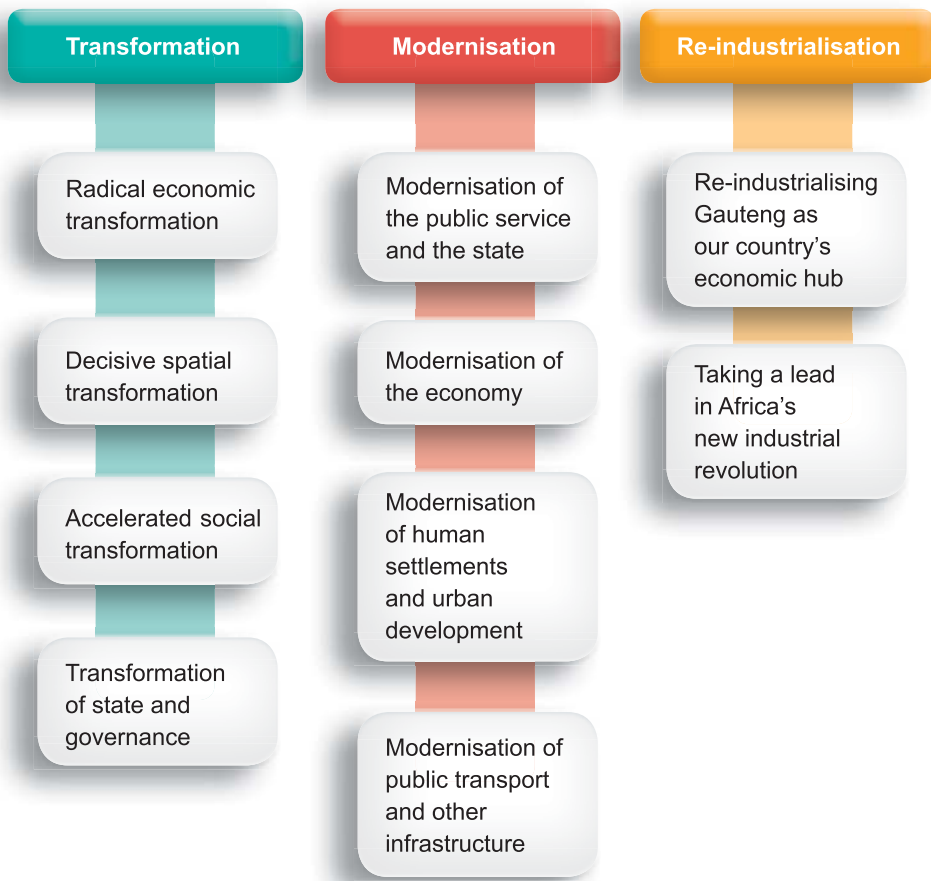 Transformation
Radical economic
transformation
Decisive spatial
transformation
Accelerated social
transformation
Transformation
of state and
governance
Modernisation
Modernisation of
the public service
and the state
Modernisation of
the economy
Modernisation
of human
settlements
and urban
development
Modernisation of
public transport
and other
infrastructure
Re-industrialisation
Re-industrialising
Gauteng as
our country’s
economic hub
Taking a lead
in Africa’s
new industrial
revolution